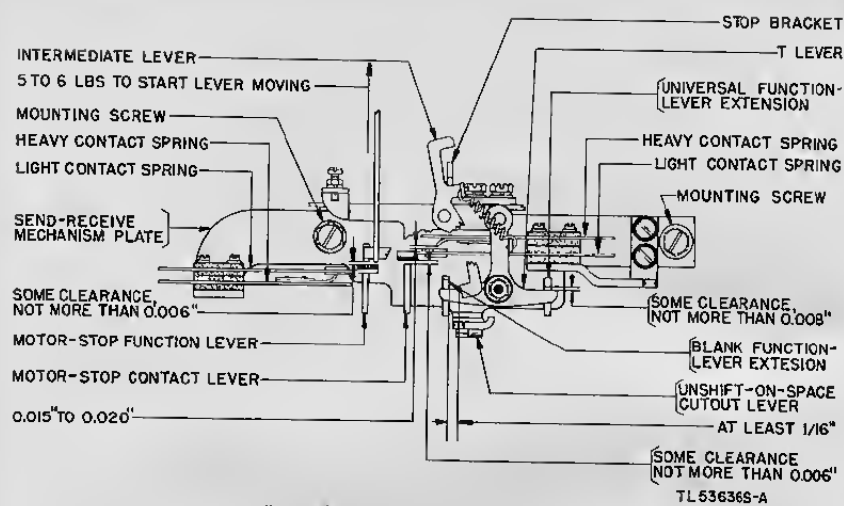 STOP BRACKET
INTERMEDIATE LEVER
T LEVER
5 TO 6 LBS TO START LEVER MOVING
UNIVERSAL FUNCTION-
LEVER EXTENSION
MOUNTING SCREW
HEAVY CONTACT SPRING
HEAVY CONTACT SPRING
LIGHT CONTACT SPRING
LIGHT CONTACT SPRING
MOUNTING SCREW
SEND-RECEIVE
MECHANISM PLATE
SOME CLEARANCE,
NOT MORE THAN 0.006"
SOME CLEARANCE,
NOT MORE THAN 0.008"
MOTOR-STOP FUNCTION LEVER
BLANK FUNCTION-
LEVER EXTESION
MOTOR-STOP CONTACT LEVER
UNSHIFT-ON-SPACE
CUTOUT LEVER
0.015" TO 0.020"
AT LEAST 1/16"
SOME CLEARANCE
NOT MORE THAN 0.006"
TL53636S-A